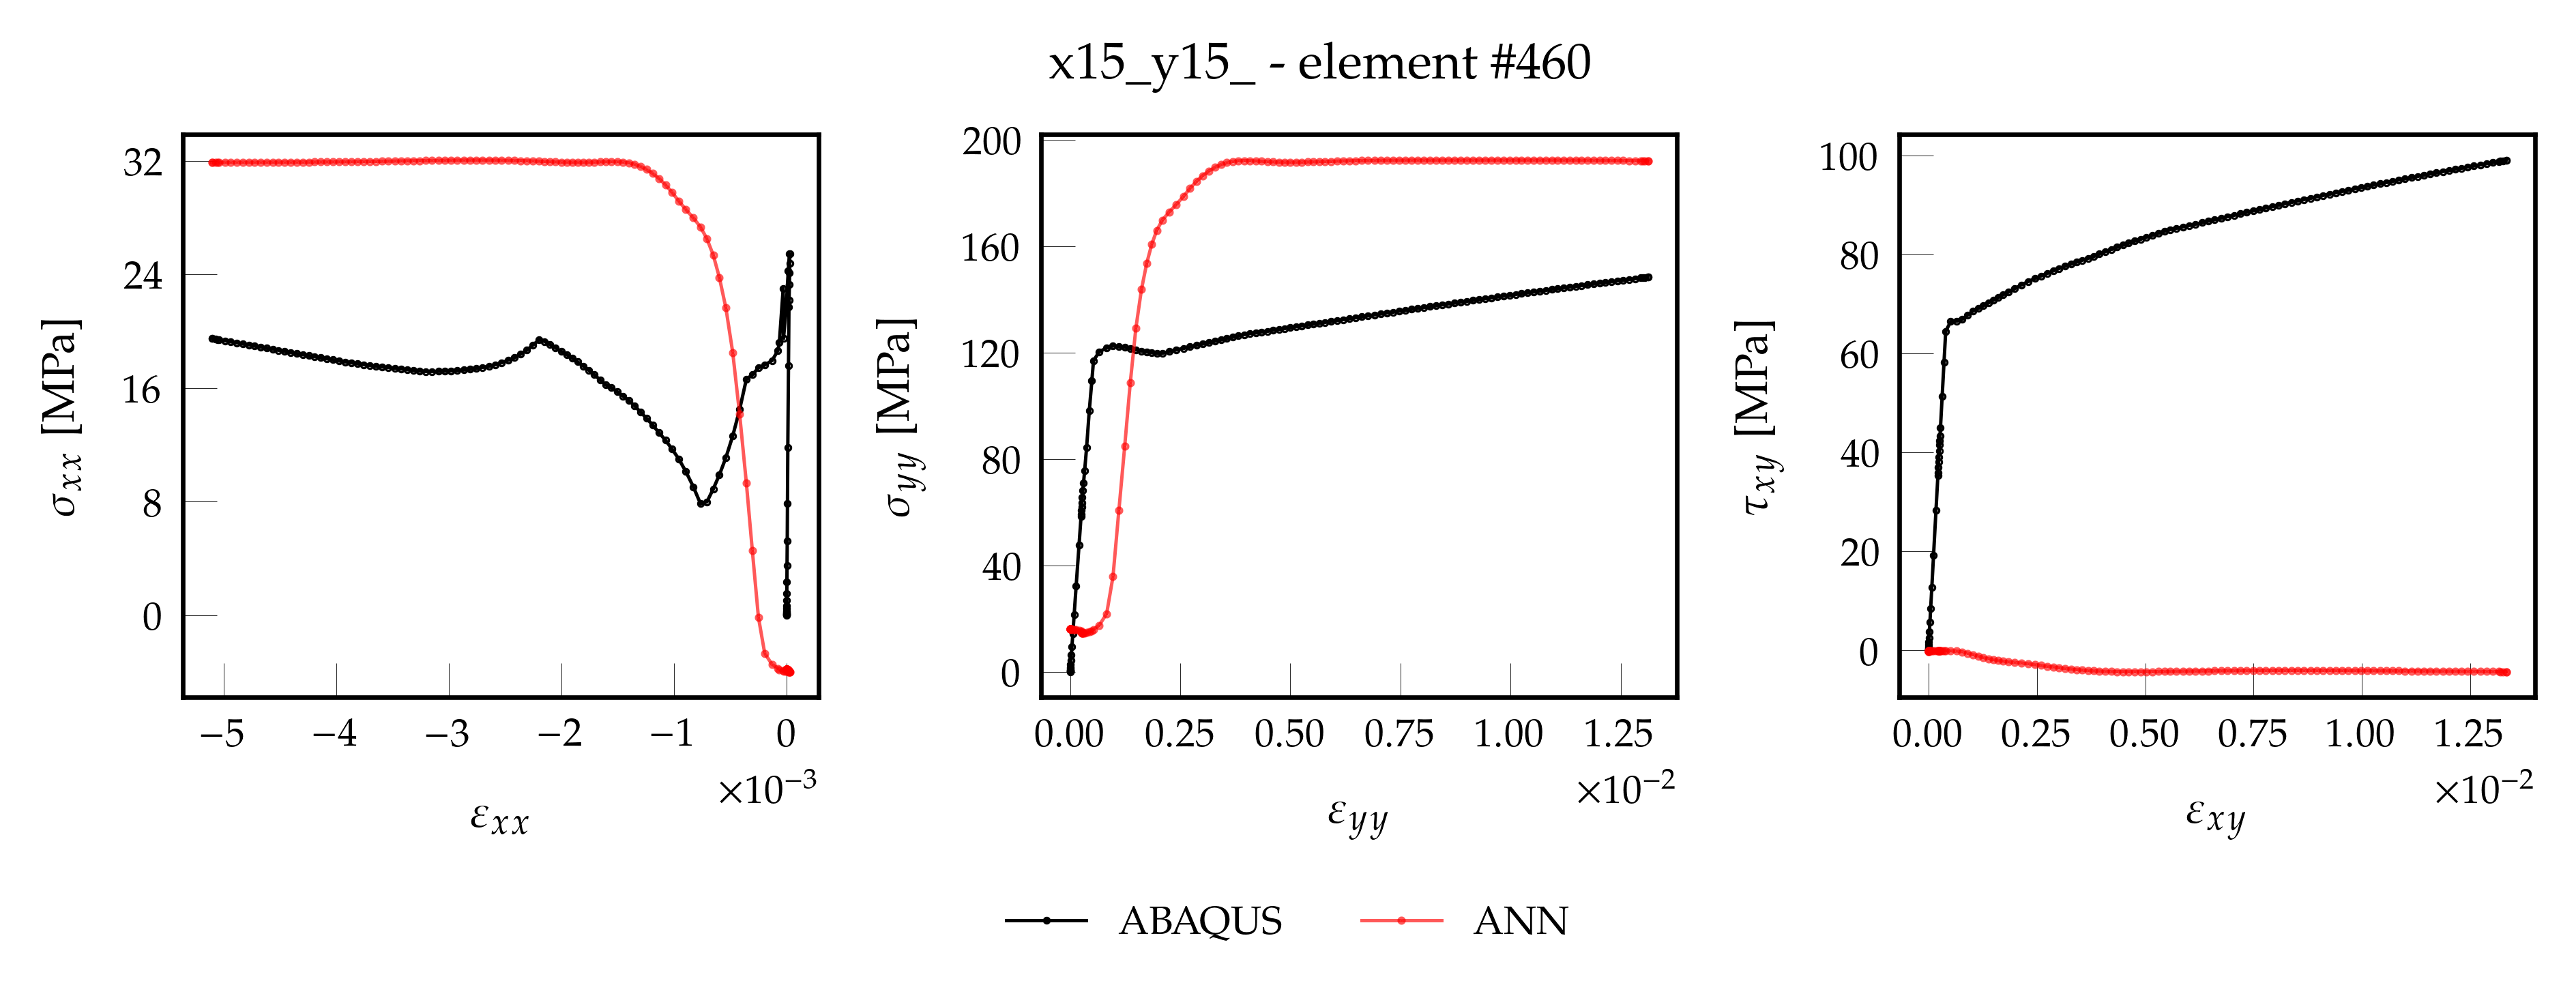 x15_y15_ - element #460
σxx [MPa]
32
24
16
8
0
−5 −4 −3 −2 −1 0
×10−3
εxx
σyy [MPa]
200
160
120
80
40
0
0.00 0.25 0.50 0.75 1.00 1.25
×10−2
εyy
τxy [MPa]
100
80
60
40
20
0
0.00 0.25 0.50 0.75 1.00 1.25
×10−2
εxy
ABAQUS ANN